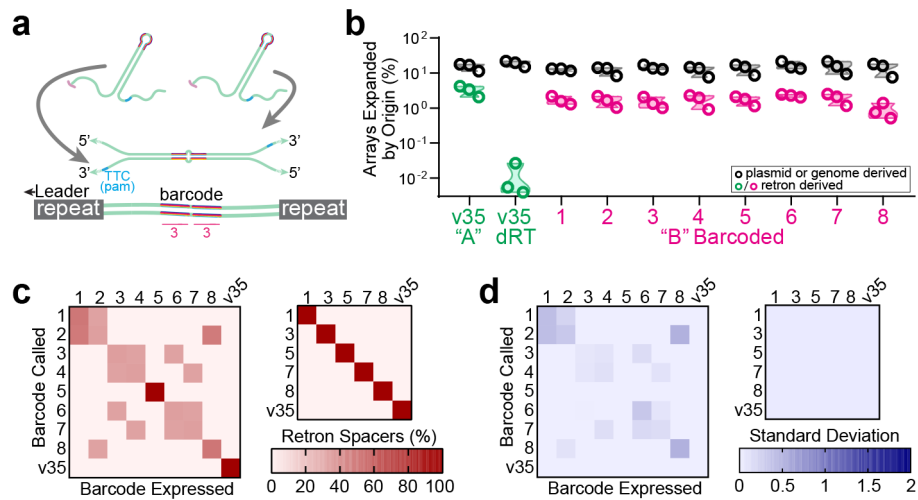 a
5’
3’
3’
5’
TTC
(pam)
Leader
barcode
repeat
repeat
3
3
b
Arrays Expanded
by Origin (%)
10²
10¹
10⁰
10⁻¹
10⁻²
plasmid or genome derived
/ retron derived
v35
“A”
v35
dRT
1 2 3 4 5 6 7 8
“B” Barcoded
c
1 2 3 4 5 6 7 8 v35
Barcode Called
1
2
3
4
5
6
7
8
v35
Barcode Expressed
1 3 5 7 8 v35
1
3
5
7
8
v35
Retron Spacers (%)
0 20 40 60 80 100
d
1 2 3 4 5 6 7 8 v35
Barcode Called
1
2
3
4
5
6
7
8
v35
Barcode Expressed
1 3 5 7 8 v35
1
3
5
7
8
v35
Standard Deviation
0 0.5 1 1.5 2